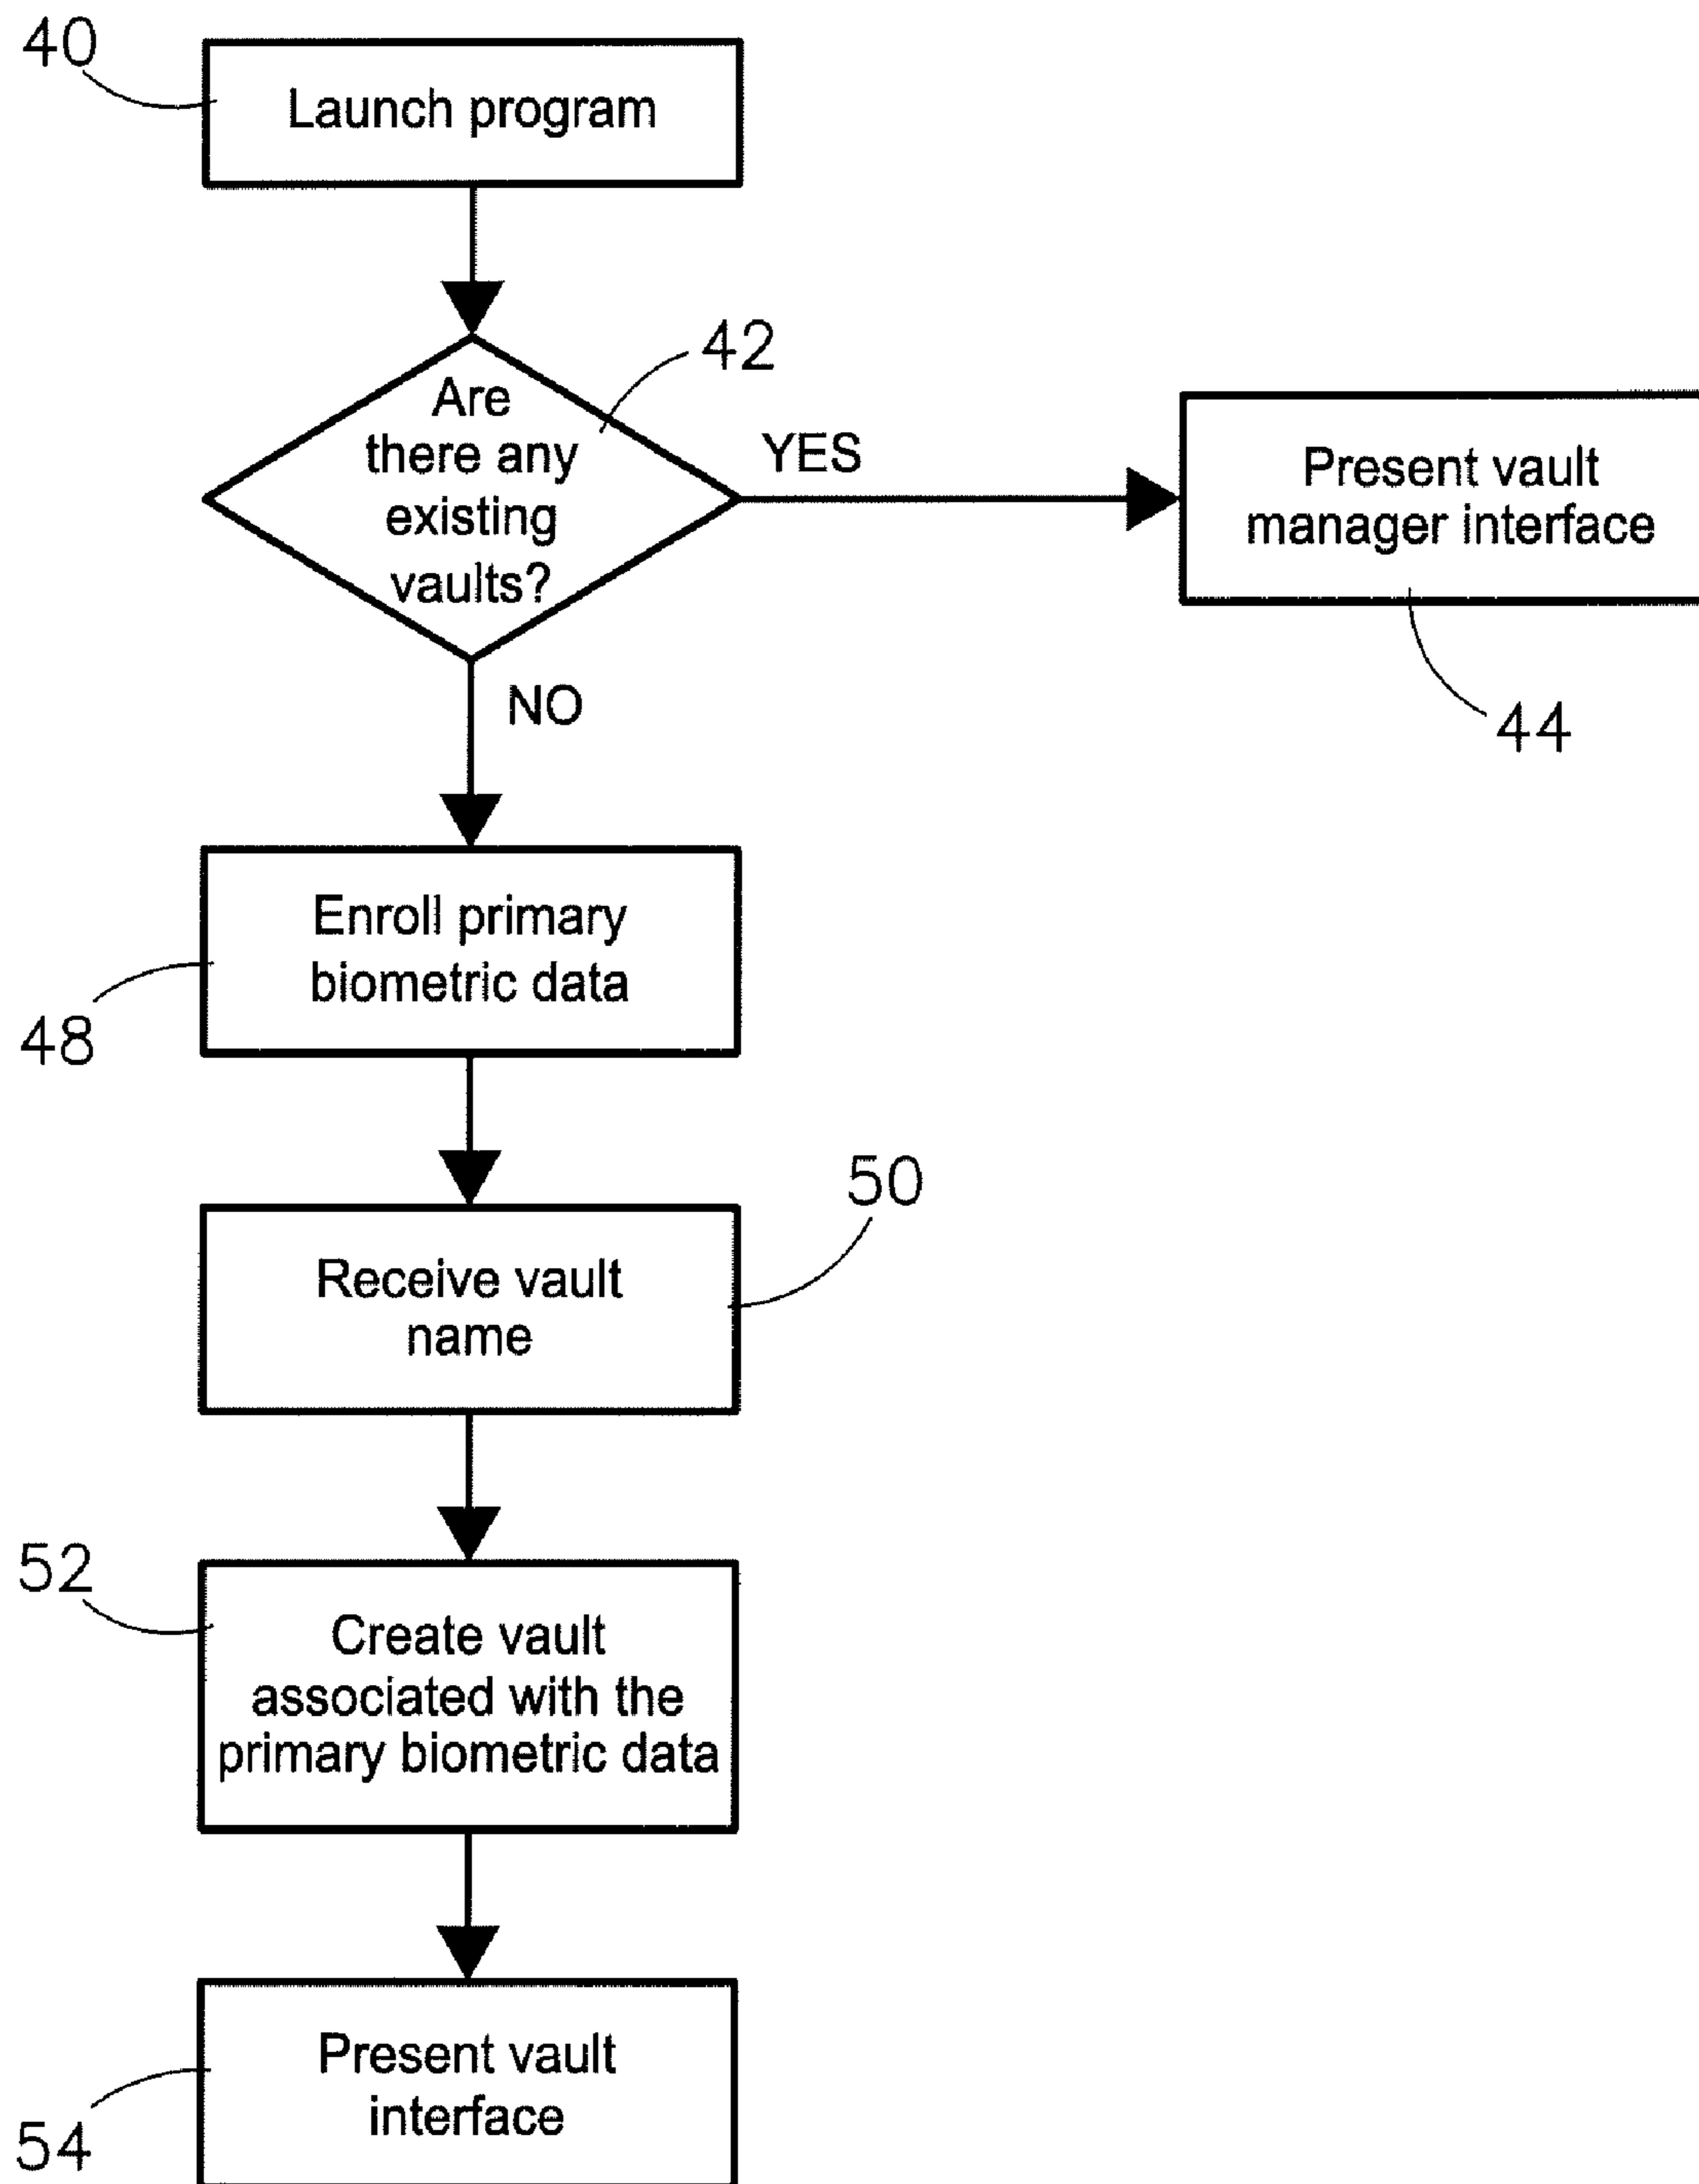 40
Launch program
42
Are
there any
existing
vaults?
YES
Present vault
manager interface
44
NO
Enroll primary
biometric data
48
50
Receive vault
name
52
Create vault
associated with the
primary biometric data
Present vault
interface
54